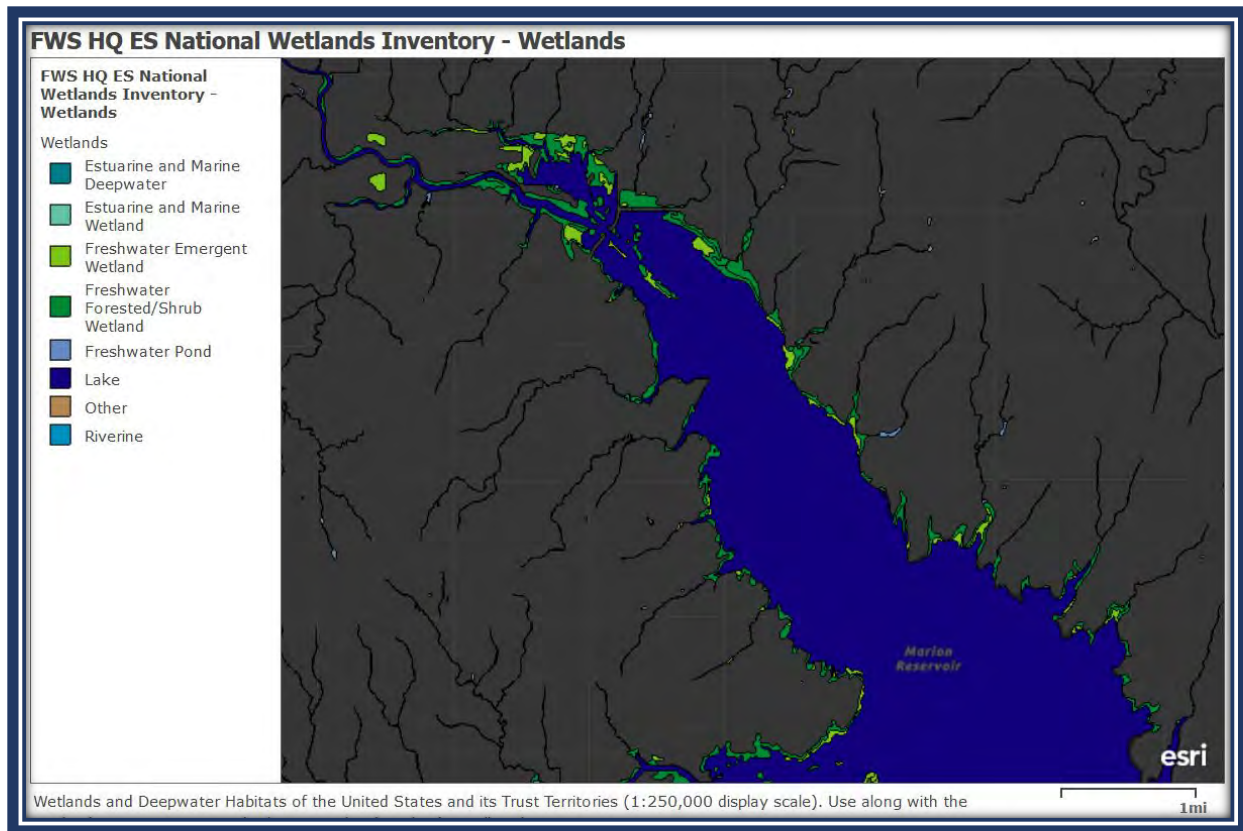 FWS HQ ES National Wetlands Inventory - Wetlands
FWS HQ ES National
Wetlands Inventory -
Wetlands
Wetlands
Estuarine and Marine
Deepwater
Estuarine and Marine
Wetland
Freshwater Emergent
Wetland
Freshwater
Forested/Shrub
Wetland
Freshwater Pond
Lake
Other
Riverine
Marion
Reservoir
esri
Wetlands and Deepwater Habitats of the United States and its Trust Territories (1:250,000 display scale). Use along with the
1mi